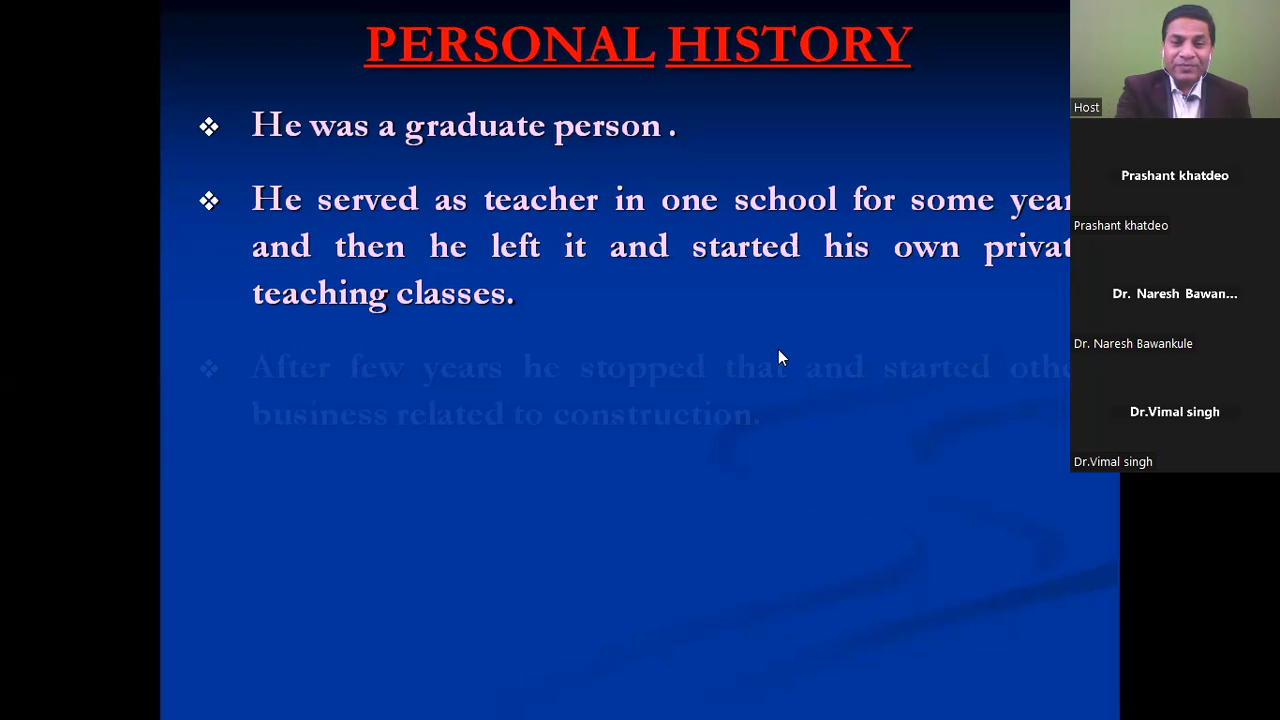 PERSONAL HISTORY
❖ He was a graduate person .
❖ He served as teacher in one school for some year
and then he left it and started his own privat
teaching classes.
❖ After few years he stopped that and started othe
business related to construction.
Host
Prashant khatdeo
Prashant khatdeo
Dr. Naresh Bawan...
Dr. Naresh Bawankule
Dr.Vimal singh
Dr.Vimal singh